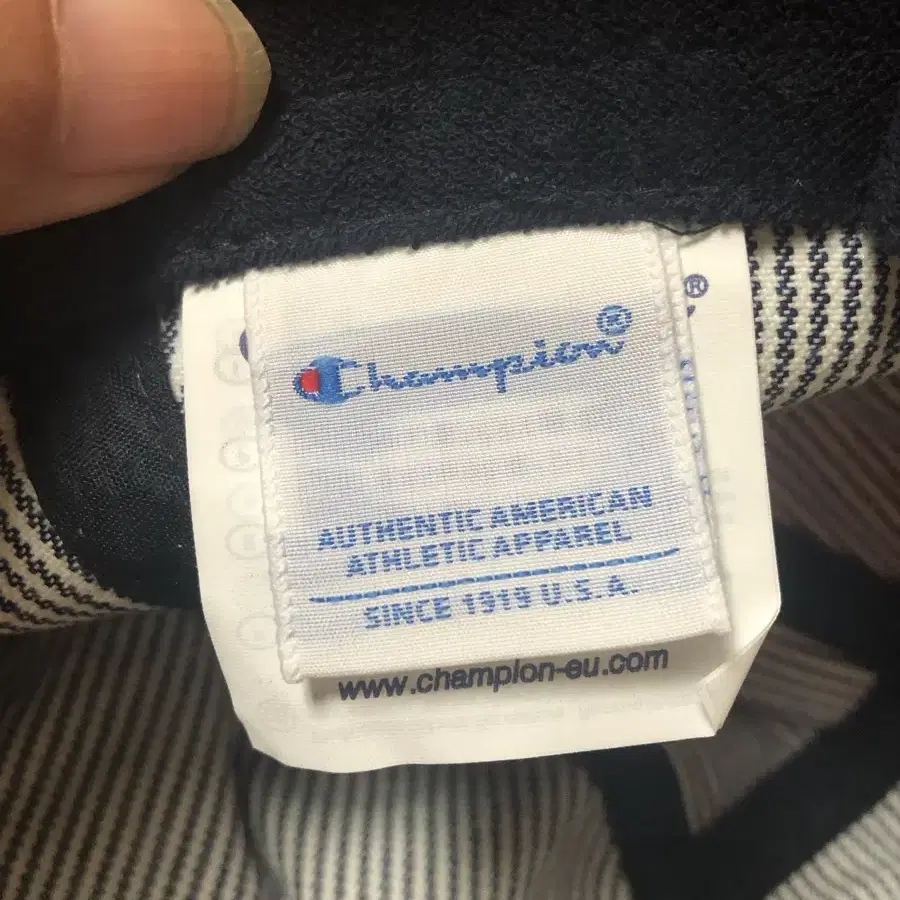 Champion®
AUTHENTIC AMERICAN
ATHLETIC APPAREL
SINCE 1919 U.S.A.
www.champion-eu.com
®